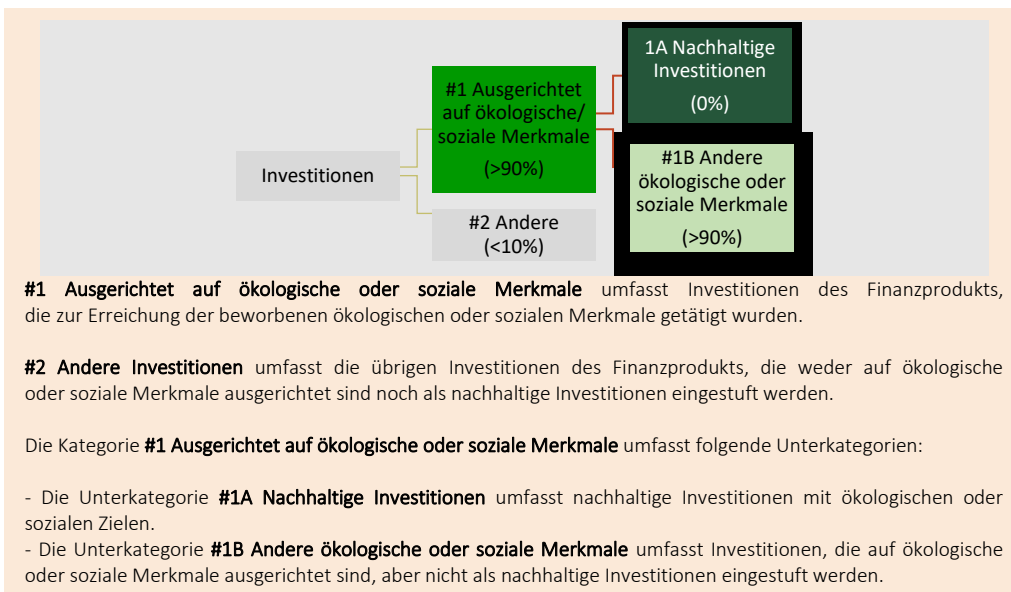 1A Nachhaltige
Investitionen
(0%)
#1 Ausgerichtet
auf ökologische/
soziale Merkmale
(>90%)
#1B Andere
ökologische oder
soziale Merkmale
(>90%)
Investitionen
#2 Andere
(<10%)
#1 Ausgerichtet auf ökologische oder soziale Merkmale umfasst Investitionen des Finanzprodukts,
die zur Erreichung der beworbenen ökologischen oder sozialen Merkmale getätigt wurden.
#2 Andere Investitionen umfasst die übrigen Investitionen des Finanzprodukts, die weder auf ökologische
oder soziale Merkmale ausgerichtet sind noch als nachhaltige Investitionen eingestuft werden.
Die Kategorie #1 Ausgerichtet auf ökologische oder soziale Merkmale umfasst folgende Unterkategorien:
- Die Unterkategorie #1A Nachhaltige Investitionen umfasst nachhaltige Investitionen mit ökologischen oder
sozialen Zielen.
- Die Unterkategorie #1B Andere ökologische oder soziale Merkmale umfasst Investitionen, die auf ökologische
oder soziale Merkmale ausgerichtet sind, aber nicht als nachhaltige Investitionen eingestuft werden.